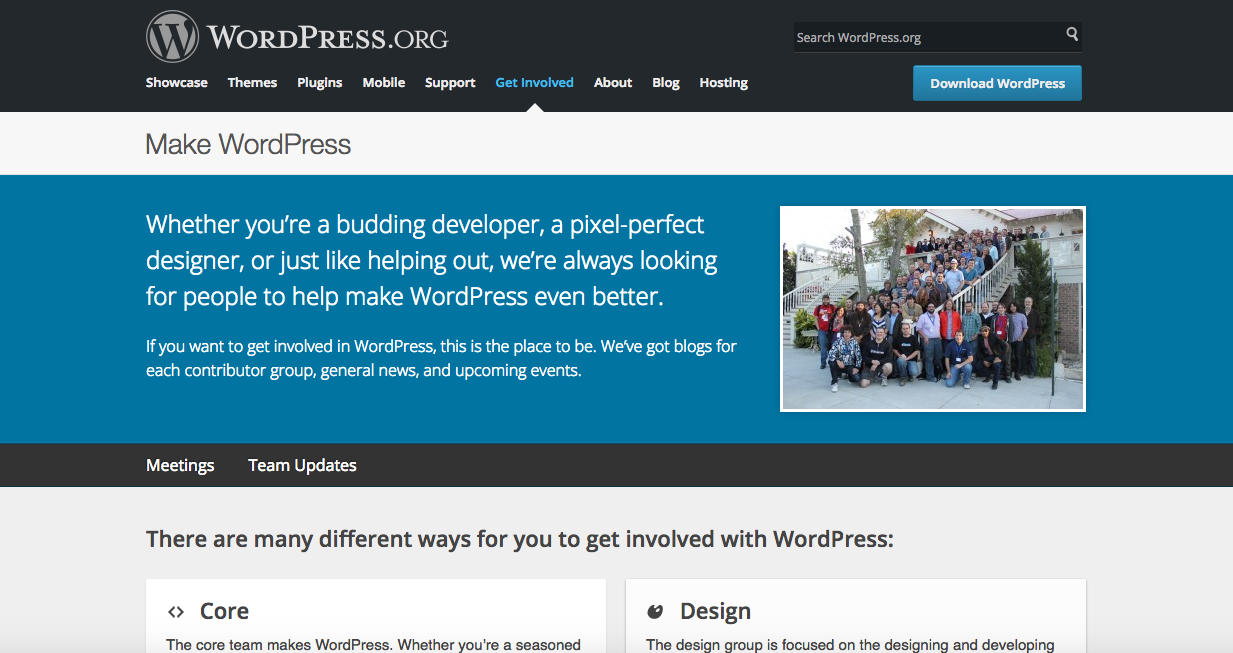 WORDPRESS.ORG
Search WordPress.org
Showcase Themes Plugins Mobile Support Get Involved About Blog Hosting
Download WordPress
Make WordPress
Whether you’re a budding developer, a pixel-perfect
designer, or just like helping out, we’re always looking
for people to help make WordPress even better.
If you want to get involved in WordPress, this is the place to be. We’ve got blogs for
each contributor group, general news, and upcoming events.
Meetings Team Updates
There are many different ways for you to get involved with WordPress:
Core
The core team makes WordPress. Whether you’re a seasoned
Design
The design group is focused on the designing and developing